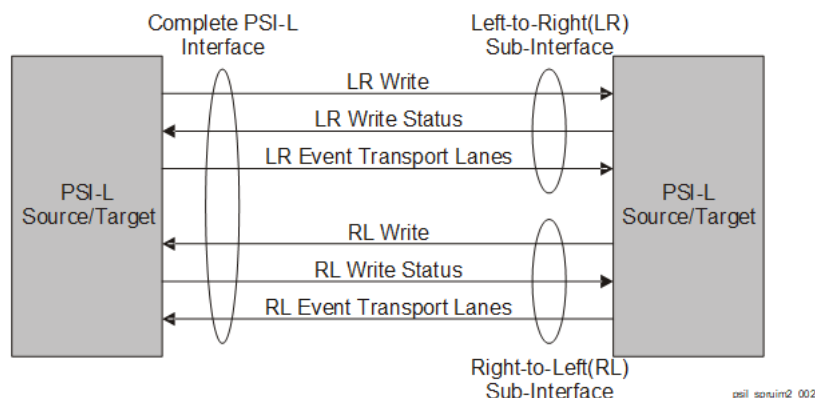 Complete PSI-L
Interface
Left-to-Right(LR)
Sub-Interface
LR Write
LR Write Status
LR Event Transport Lanes
PSI-L
Source/Target
PSI-L
Source/Target
RL Write
RL Write Status
RL Event Transport Lanes
Right-to-Left(RL)
Sub-Interface
psil_spruim2_002